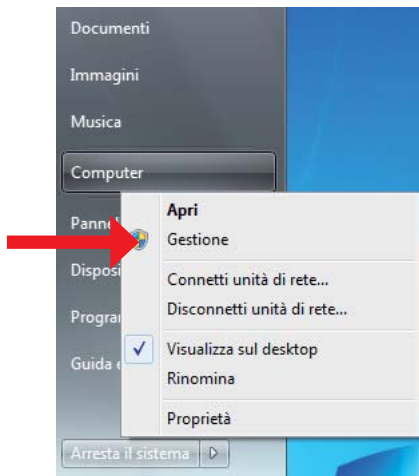 Documenti
Immagini
Musica
Computer
Apri
Gestione
Connetti unità di rete...
Disconnetti unità di rete...
Visualizza sul desktop
Rinomina
Proprietà
Arresta il sistema